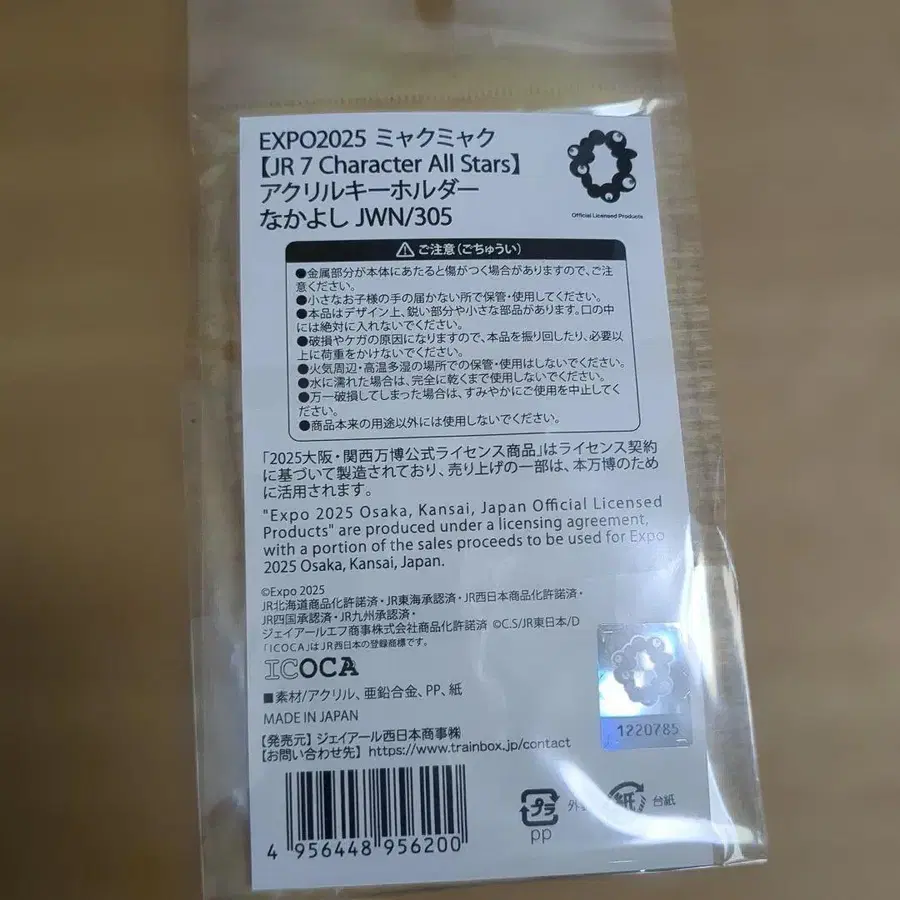 EXPO2025 ミャクミャク
【JR 7 Character All Stars】
アクリルキーホルダー
なかよし JWN/305
Official Licensed Products
ご注意(ごちゅうい)
●金属部分が本体にあたると傷がつく場合がありますので、ご注
意ください。
●小さなお子様の手の届かない所で保管・使用してください。
●本品はデザイン上、鋭い部分や小さな部品があります。口の中
には絶対に入れないでください。
●破損やケガの原因になりますので、本品を振り回したり、必要以
上に荷重をかけないでください。
●火気周辺・高温多湿の場所での保管・使用はしないでください。
●水に濡れた場合は、完全に乾くまで使用しないでください。
●万一破損してしまった場合は、すみやかにご使用を中止してく
ださい。
●商品本来の用途以外には使用しないでください。
「2025大阪・関西万博公式ライセンス商品」はライセンス契約
に基づいて製造されており、売り上げの一部は、本万博のため
に活用されます。
"Expo 2025 Osaka, Kansai, Japan Official Licensed
Products" are produced under a licensing agreement,
with a portion of the sales proceeds to be used for Expo
2025 Osaka, Kansai, Japan.
©Expo 2025
JR北海道商品化許諾済・JR東海承認済・JR西日本商品化許諾済・
JR四国承認済・JR九州承認済・
ジェイアールエフ商事株式会社商品化許諾済 ©C.S/JR東日本/D
「ICOCA」はJR西日本の登録商標です。
ICOCA
■素材/アクリル、亜鉛合金、PP、紙
MADE IN JAPAN
1220785
【発売元】ジェイアール西日本商事㈱
【お問い合わせ先】https://www.trainbox.jp/contact
プラ 紙 台紙
PP
4 956448 956200